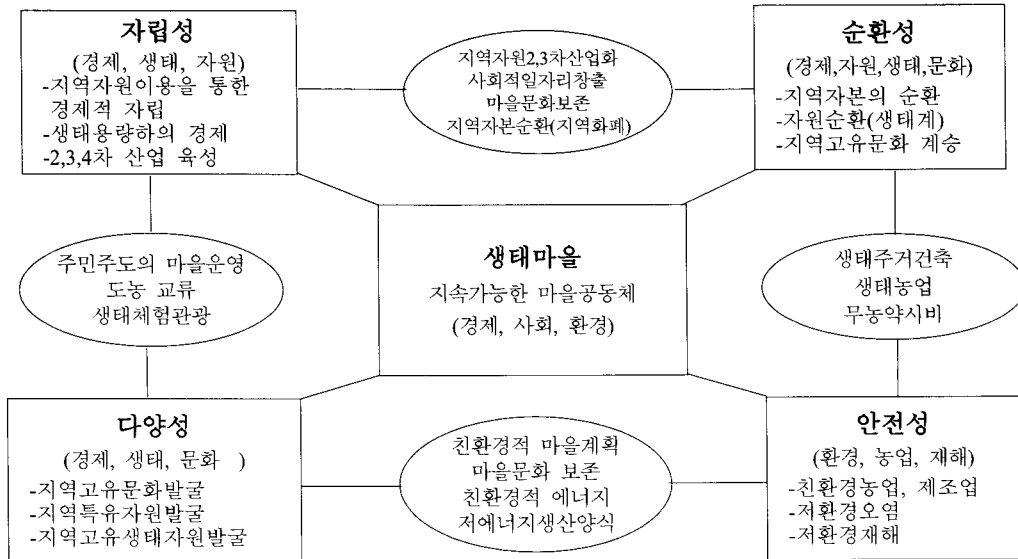 자립성
(경제, 생태, 자원)
-지역자원이용을 통한
경제적 자립
-생태용량하의 경제
-2,3,4차 산업 육성
지역자원2,3차산업화
사회적일자리창출
마을문화보존
지역자본순환(지역화폐)
순환성
(경제,자원,생태,문화)
-지역자본의 순환
-자원순환(생태계)
-지역고유문화 계승
주민주도의 마을운영
도농 교류
생태체험관광
생태마을
지속가능한 마을공동체
(경제, 사회, 환경)
생태주거건축
생태농업
무농약시비
다양성
(경제, 생태, 문화 )
-지역고유문화발굴
-지역특유자원발굴
-지역고유생태자원발굴
친환경적 마을계획
마을문화 보존
친환경적 에너지
저에너지생산양식
안전성
(환경, 농업, 재해)
-친환경농업, 제조업
-저환경오염
-저환경재해